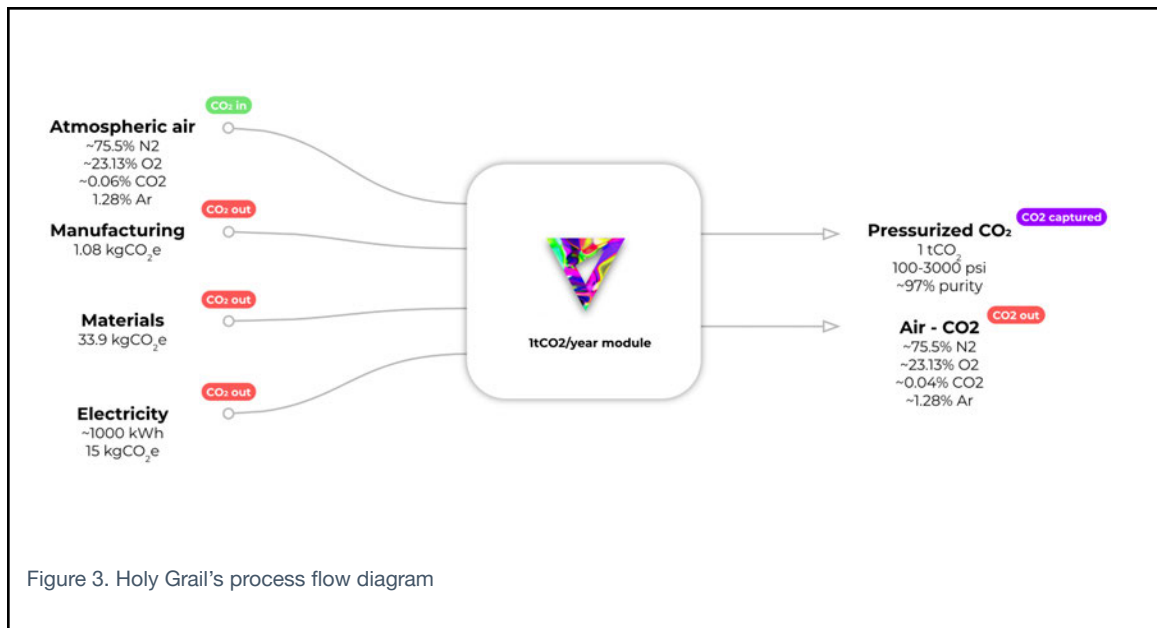 CO₂ in
Atmospheric air
~75.5% N2
~23.13% O2
~0.06% CO2
1.28% Ar
CO₂ out
Manufacturing
1.08 kgCO₂e
CO₂ out
Materials
33.9 kgCO₂e
CO₂ out
Electricity
~1000 kWh
15 kgCO₂e
1tCO2/year module
CO2 captured
Pressurized CO₂
1 tCO₂
100-3000 psi
~97% purity
CO2 out
Air - CO2
~75.5% N2
~23.13% O2
~0.04% CO2
~1.28% Ar
Figure 3. Holy Grail’s process flow diagram